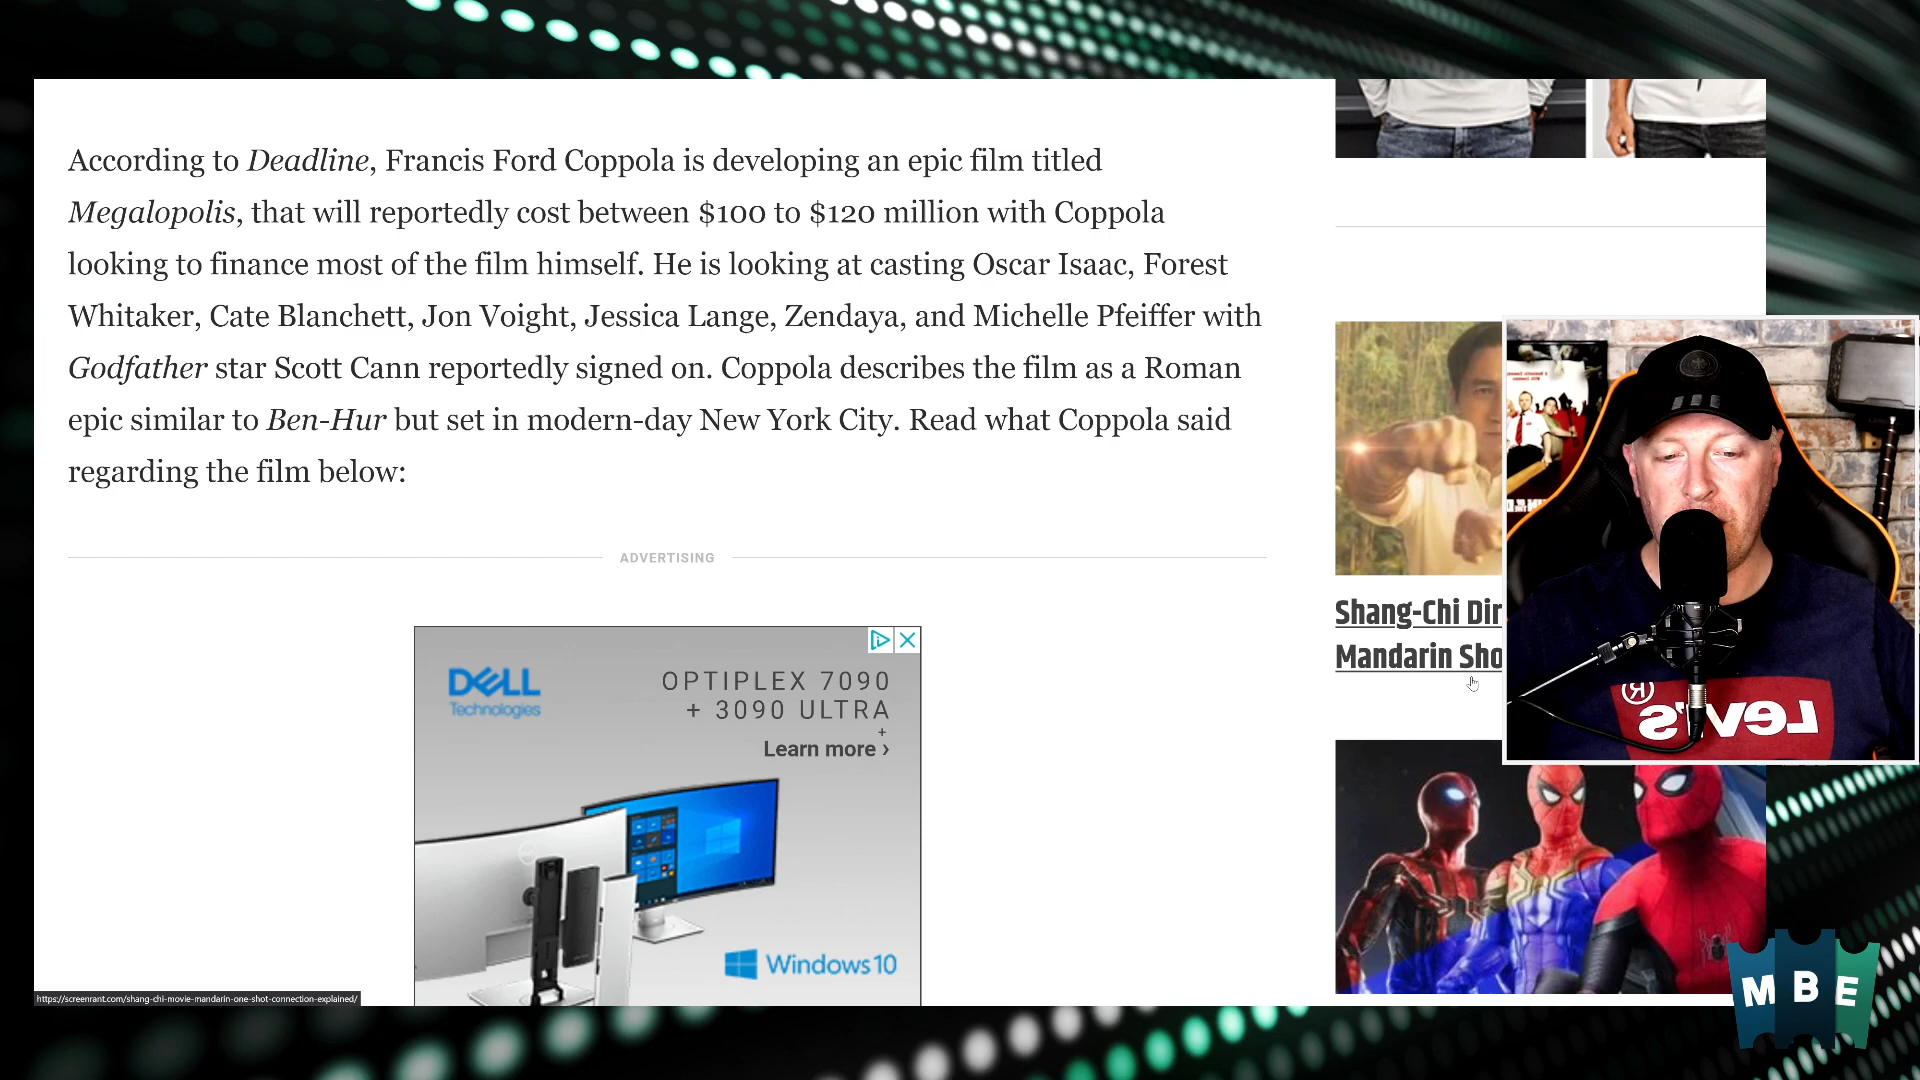 According to Deadline, Francis Ford Coppola is developing an epic film titled
Megalopolis, that will reportedly cost between $100 to $120 million with Coppola
looking to finance most of the film himself. He is looking at casting Oscar Isaac, Forest
Whitaker, Cate Blanchett, Jon Voight, Jessica Lange, Zendaya, and Michelle Pfeiffer with
Godfather star Scott Cann reportedly signed on. Coppola describes the film as a Roman
epic similar to Ben-Hur but set in modern-day New York City. Read what Coppola said
regarding the film below:
ADVERTISING
DELL
Technologies
OPTIPLEX 7090
+ 3090 ULTRA
+
Learn more ›
Windows 10
Shang-Chi Dir
Mandarin Sho
Levi's
®
MBE
https://screenrant.com/shang-chi-movie-mandarin-one-shot-connection-explained/